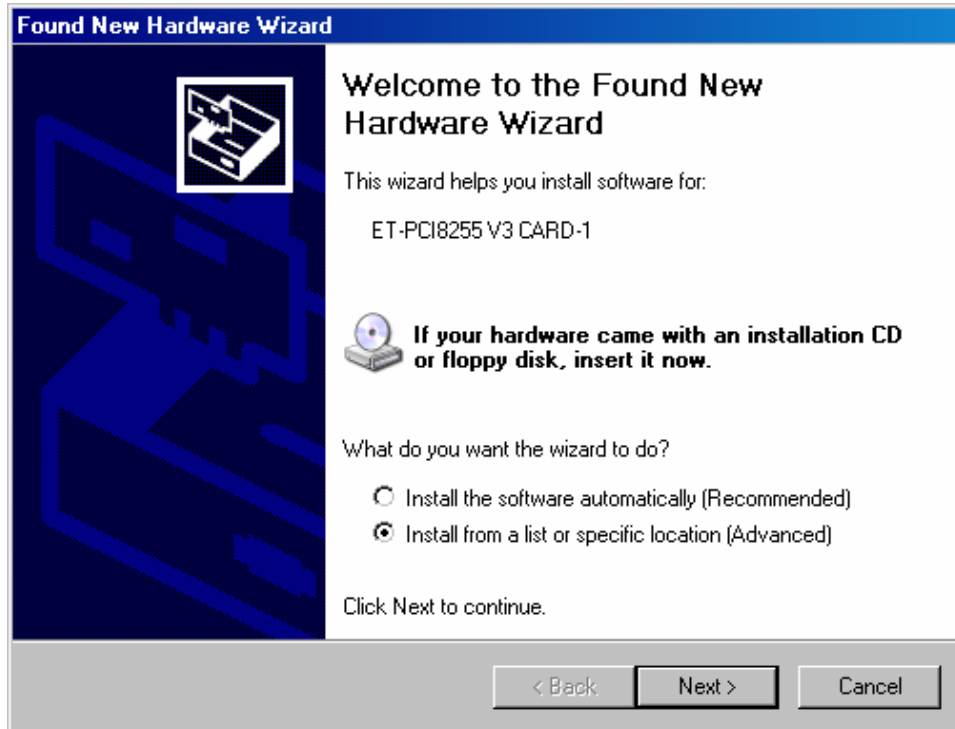 Found New Hardware Wizard
Welcome to the Found New
Hardware Wizard
This wizard helps you install software for:
ET-PCI8255 V3 CARD-1
If your hardware came with an installation CD
or floppy disk, insert it now.
What do you want the wizard to do?
Install the software automatically (Recommended)
Install from a list or specific location (Advanced)
Click Next to continue.
< Back
Next >
Cancel